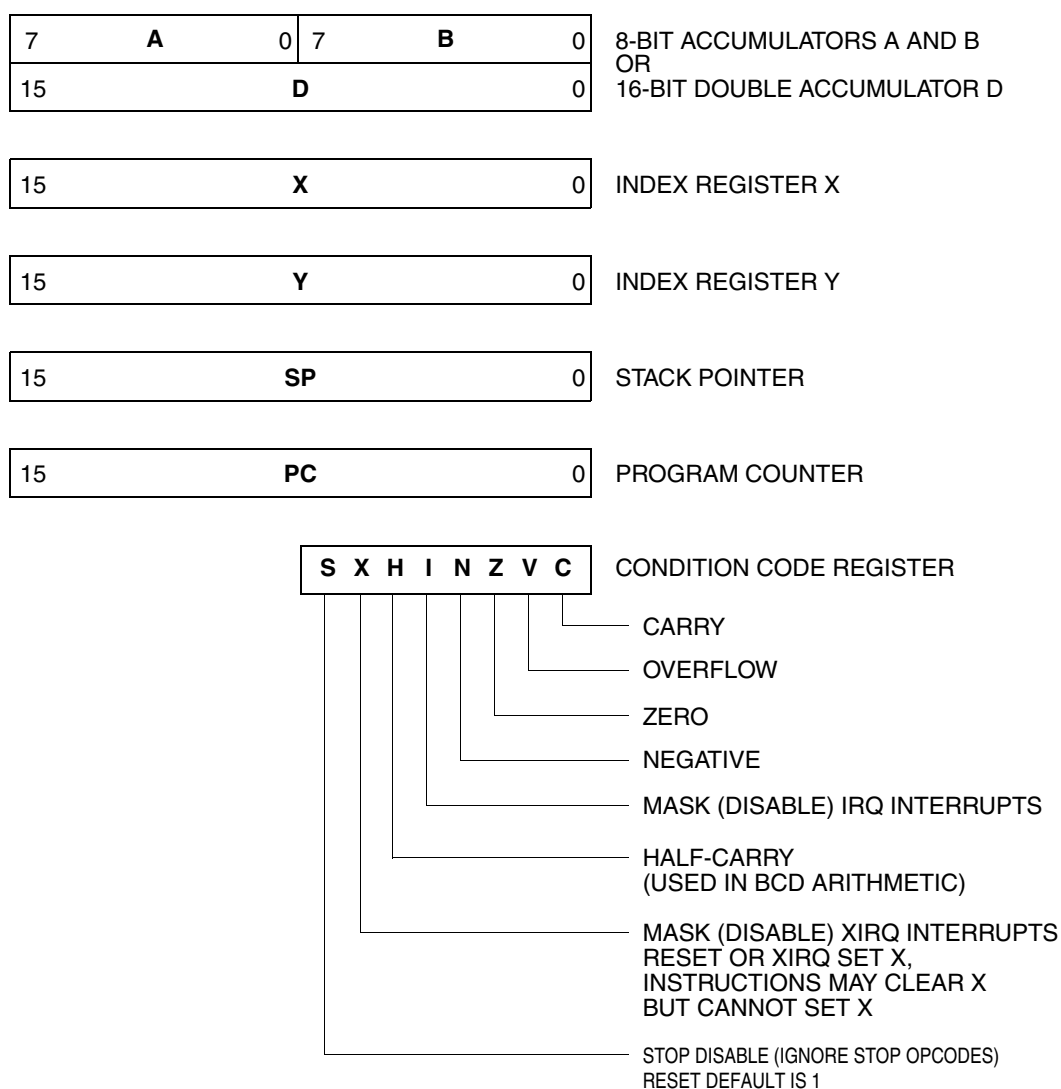 7 A 0 7 B 0 8-BIT ACCUMULATORS A AND B
OR
15 D 0 16-BIT DOUBLE ACCUMULATOR D
15 X 0 INDEX REGISTER X
15 Y 0 INDEX REGISTER Y
15 SP 0 STACK POINTER
15 PC 0 PROGRAM COUNTER
S X H I N Z V C CONDITION CODE REGISTER
CARRY
OVERFLOW
ZERO
NEGATIVE
MASK (DISABLE) IRQ INTERRUPTS
HALF-CARRY
(USED IN BCD ARITHMETIC)
MASK (DISABLE) XIRQ INTERRUPTS
RESET OR XIRQ SET X,
INSTRUCTIONS MAY CLEAR X
BUT CANNOT SET X
STOP DISABLE (IGNORE STOP OPCODES)
RESET DEFAULT IS 1